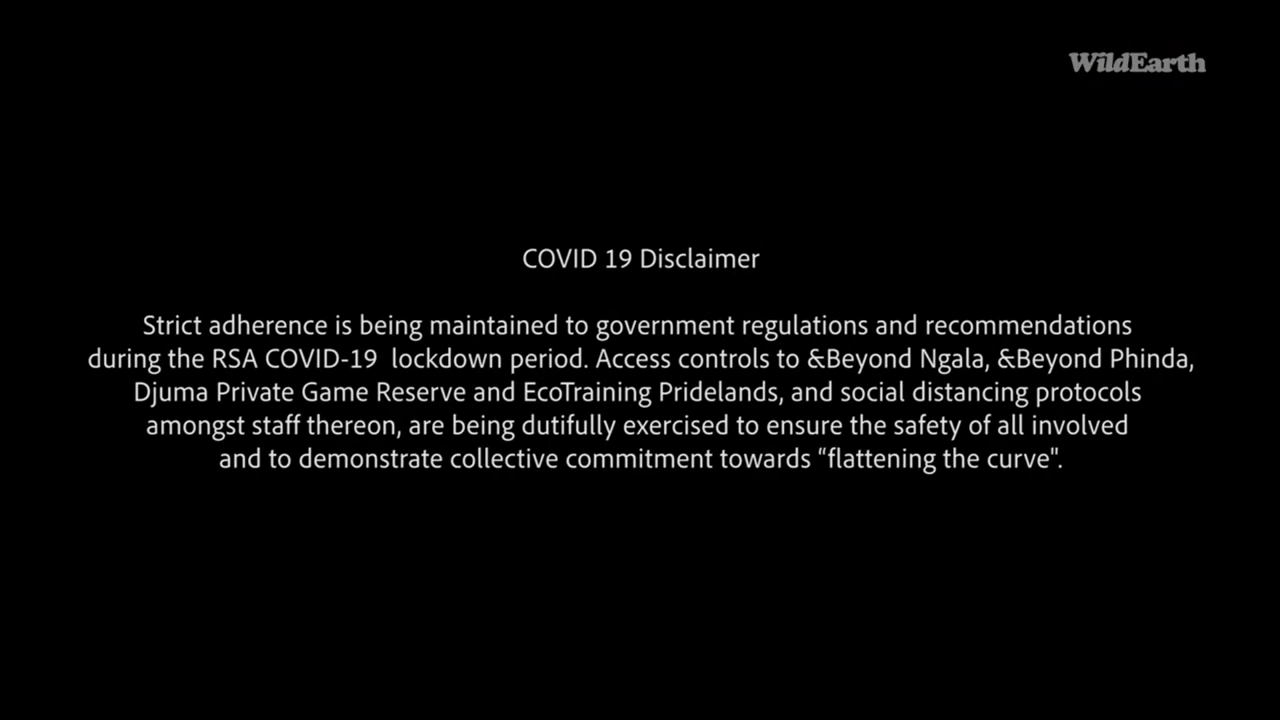 WildEarth
COVID 19 Disclaimer
Strict adherence is being maintained to government regulations and recommendations
during the RSA COVID-19  lockdown period. Access controls to &Beyond Ngala, &Beyond Phinda,
Djuma Private Game Reserve and EcoTraining Pridelands, and social distancing protocols
amongst staff thereon, are being dutifully exercised to ensure the safety of all involved
and to demonstrate collective commitment towards “flattening the curve".